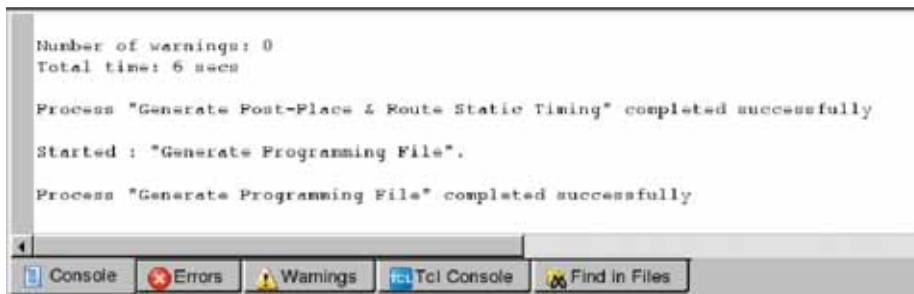 Number of warnings: 0
Total time: 6 secs
Process "Generate Post-Place & Route Static Timing" completed successfully
Started : "Generate Programming File".
Process "Generate Programming File" completed successfully
Console Errors Warnings TCL Tcl Console Find in Files